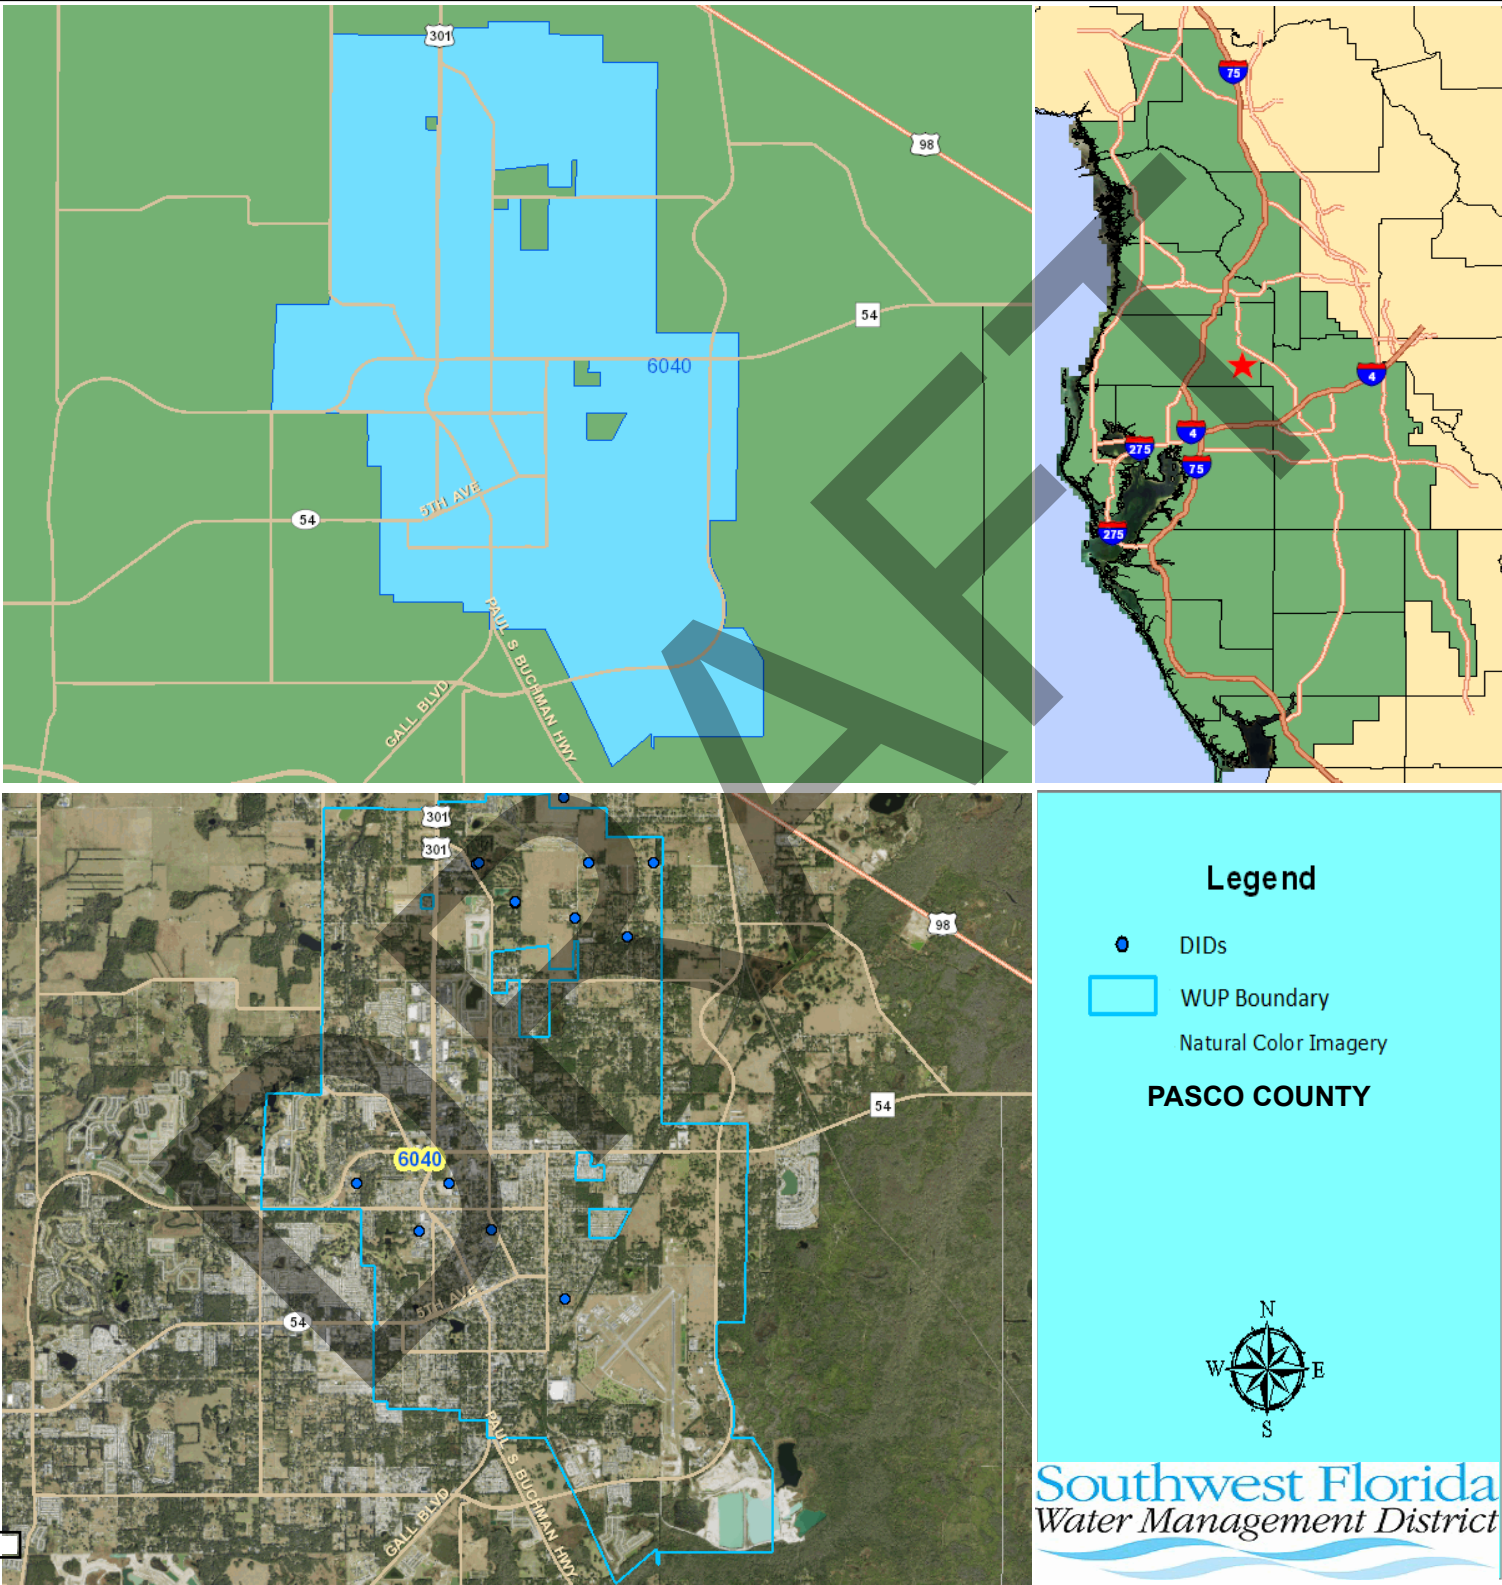 301
98
54
6040
5TH AVE
54
PAUL S BUCHMAN HWY
GALL BLVD
75
4
4
275
75
275
301
301
98
54
6040
5TH AVE
54
PAUL S BUCHMAN HWY
GALL BLVD
Legend
DIDs
WUP Boundary
Natural Color Imagery
PASCO COUNTY
N
W E
S
Southwest Florida
Water Management District
DRAFT